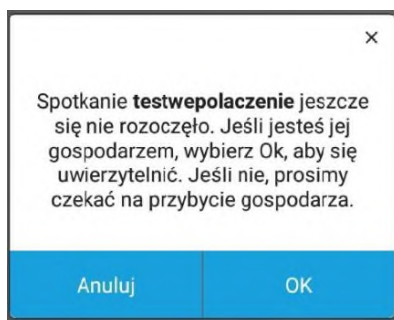 ×
Spotkanie testwepolaczenie jeszcze
się nie rozoczęło. Jeśli jesteś jej
gospodarzem, wybierz Ok, aby się
uwierzytelnić. Jeśli nie, prosimy
czekać na przybycie gospodarza.
Anuluj OK